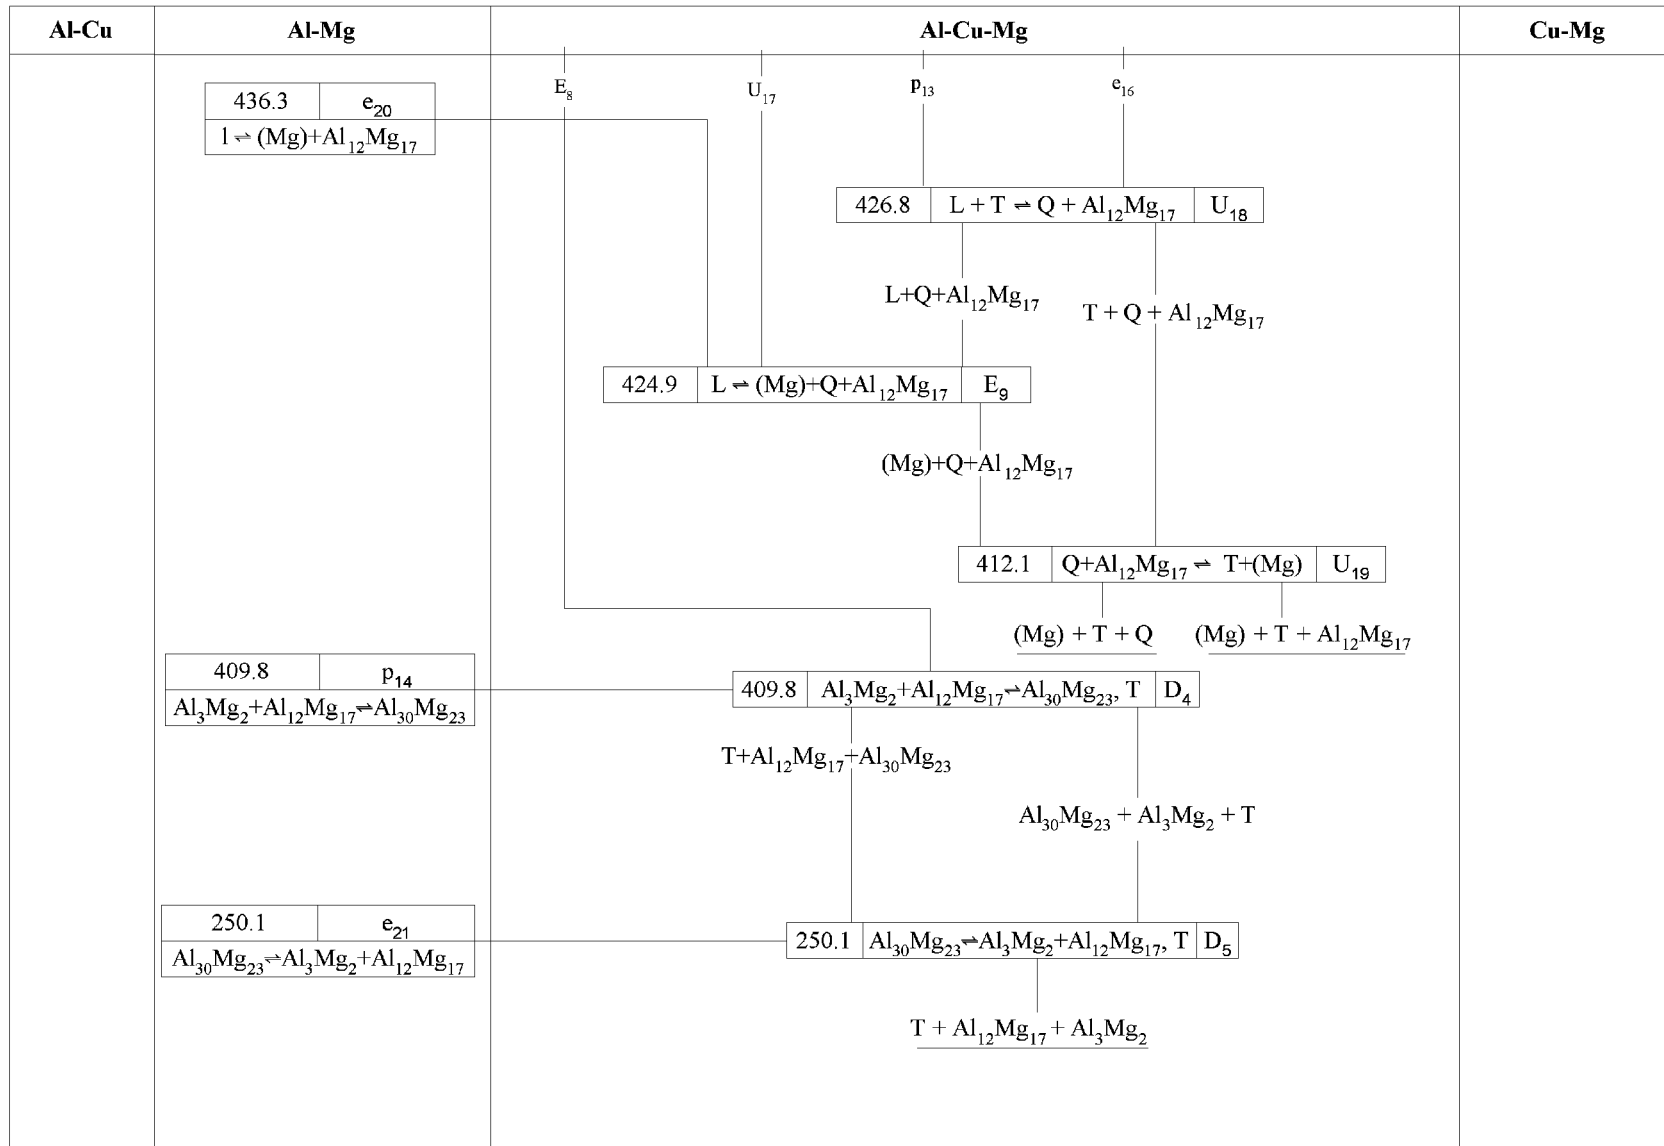 Al-Cu
Al-Mg
Al-Cu-Mg
Cu-Mg
E₈
U₁₇
p₁₃
e₁₆
436.3
e₂₀
l ⇌ (Mg)+Al₁₂Mg₁₇
426.8
L + T ⇌ Q + Al₁₂Mg₁₇
U₁₈
L+Q+Al₁₂Mg₁₇
T + Q + Al₁₂Mg₁₇
424.9
L ⇌ (Mg)+Q+Al₁₂Mg₁₇
E₉
(Mg)+Q+Al₁₂Mg₁₇
412.1
Q+Al₁₂Mg₁₇ ⇌ T+(Mg)
U₁₉
(Mg) + T + Q
(Mg) + T + Al₁₂Mg₁₇
409.8
p₁₄
Al₃Mg₂+Al₁₂Mg₁₇⇌Al₃₀Mg₂₃
409.8
Al₃Mg₂+Al₁₂Mg₁₇⇌Al₃₀Mg₂₃, T
D₄
T+Al₁₂Mg₁₇+Al₃₀Mg₂₃
Al₃₀Mg₂₃ + Al₃Mg₂ + T
250.1
e₂₁
Al₃₀Mg₂₃⇌Al₃Mg₂+Al₁₂Mg₁₇
250.1
Al₃₀Mg₂₃⇌Al₃Mg₂+Al₁₂Mg₁₇, T
D₅
T + Al₁₂Mg₁₇ + Al₃Mg₂